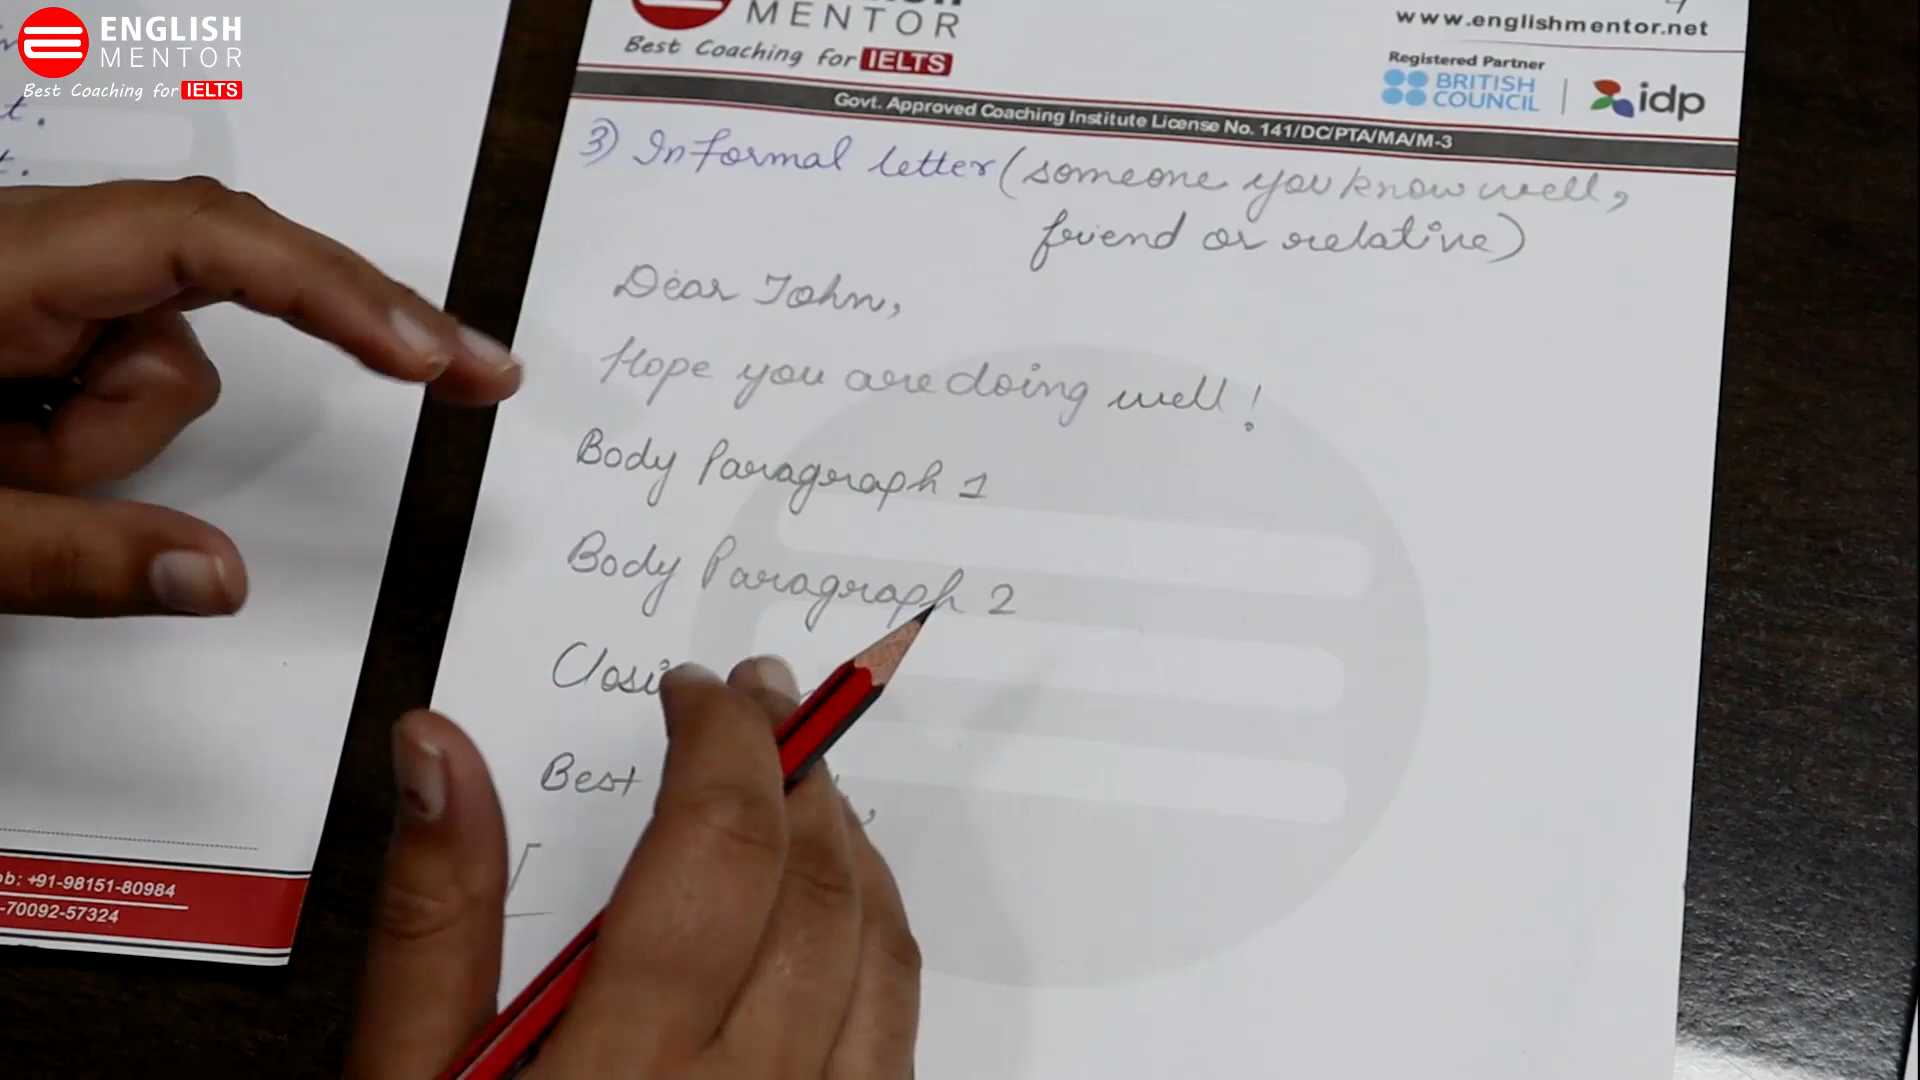 ENGLISH
MENTOR
Best Coaching for IELTS
MENTOR
Best Coaching for IELTS
www.englishmentor.net
Registered Partner
BRITISH
COUNCIL
idp
Govt. Approved Coaching Institute License No. 141/DC/PTA/MA/M-3
3) Informal letter (someone you know well,
friend or relative)
Dear John,
Hope you are doing well!
Body Paragraph 1
Body Paragraph 2
Best
+91-98151-80984
-70092-57324